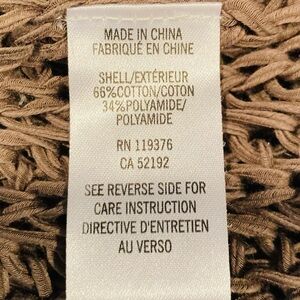 MADE IN CHINA
FABRIQUÉ EN CHINE
SHELL/EXTÉRIEUR
66%COTTON/COTON
34%POLYAMIDE/
POLYAMIDE
RN 119376
CA 52192
SEE REVERSE SIDE FOR
CARE INSTRUCTION
DIRECTIVE D'ENTRETIEN
AU VERSO